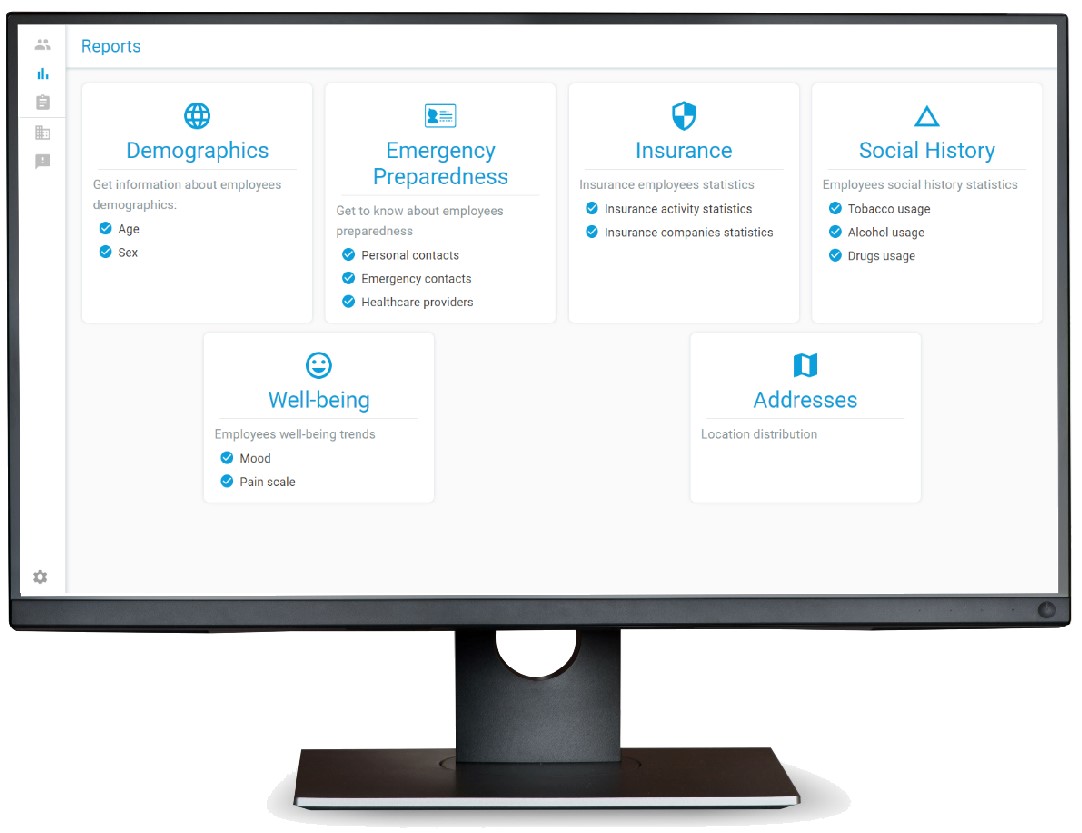 Reports
Demographics
Get information about employees
demographics:
Age
Sex
Emergency
Preparedness
Get to know about employees
preparedness
Personal contacts
Emergency contacts
Healthcare providers
Insurance
Insurance employees statistics
Insurance activity statistics
Insurance companies statistics
Social History
Employees social history statistics
Tobacco usage
Alcohol usage
Drugs usage
Well-being
Employees well-being trends
Mood
Pain scale
Addresses
Location distribution